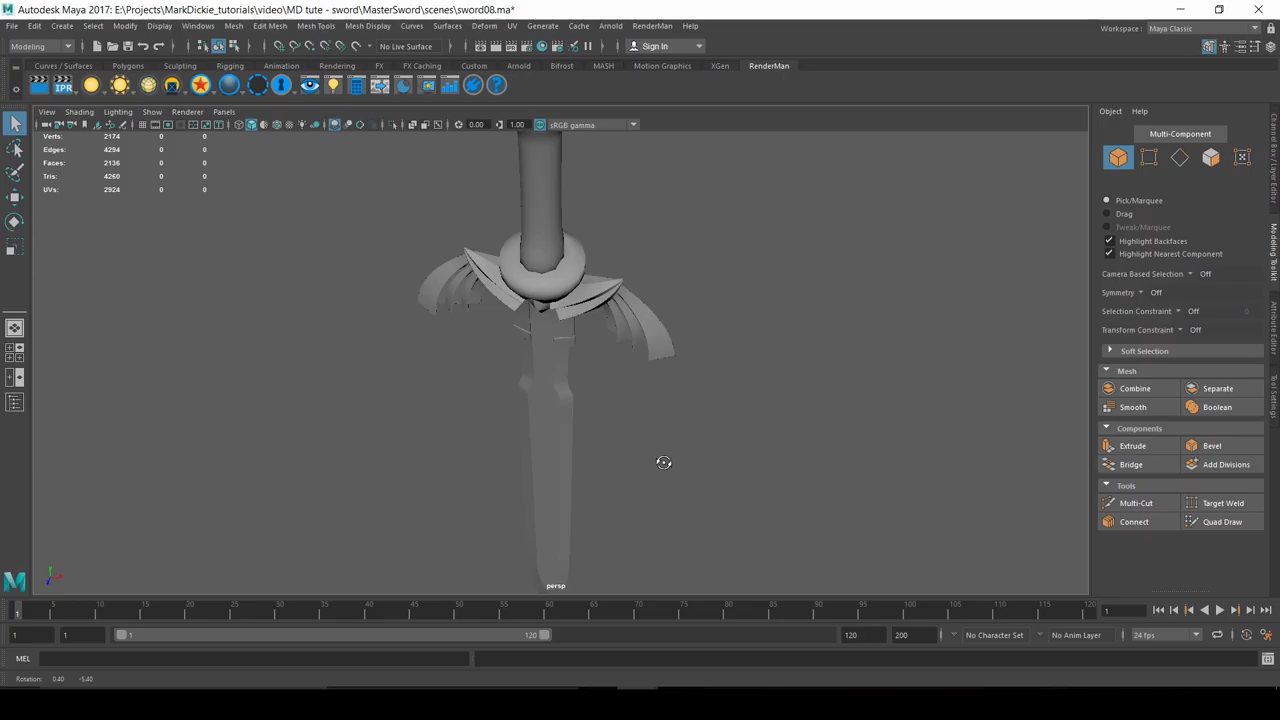 Autodesk Maya 2017: E:\Projects\MarkDickie_tutorials\video\MD tute - sword\MasterSword\scenes\sword08.ma*
File Edit Create Select Modify Display Windows Mesh Edit Mesh Mesh Tools Mesh Display Curves Surfaces Deform UV Generate Cache Arnold RenderMan Help
Workspace: Maya Classic
Modeling No Live Surface Sign In
Curves / Surfaces Polygons Sculpting Rigging Animation Rendering FX FX Caching Custom Arnold Bifrost MASH Motion Graphics XGen RenderMan
IPR
View Shading Lighting Show Renderer Panels
0.00 1.00 sRGB gamma
Verts: 2174 0 0
Edges: 4294 0 0
Faces: 2136 0 0
Tris: 4260 0 0
UVs: 2924 0 0
persp
Object Help
Multi-Component
Pick/Marquee
Drag
Tweak/Marquee
Highlight Backfaces
Highlight Nearest Component
Camera Based Selection Off
Symmetry Off
Selection Constraint Off 0
Transform Constraint Off
Soft Selection
Mesh
Combine Separate
Smooth Boolean
Components
Extrude Bevel
Bridge Add Divisions
Tools
Multi-Cut Target Weld
Connect Quad Draw
Channel Box / Layer Editor
Modeling Toolkit
Attribute Editor
Tool Settings
5 10 15 20 25 30 35 40 45 50 55 60 65 70 75 80 85 90 95 100 105 110 115 120
1
1
1 1 1 120 120 200 No Character Set No Anim Layer 24 fps
MEL
Rotation: 0.40 -5.40